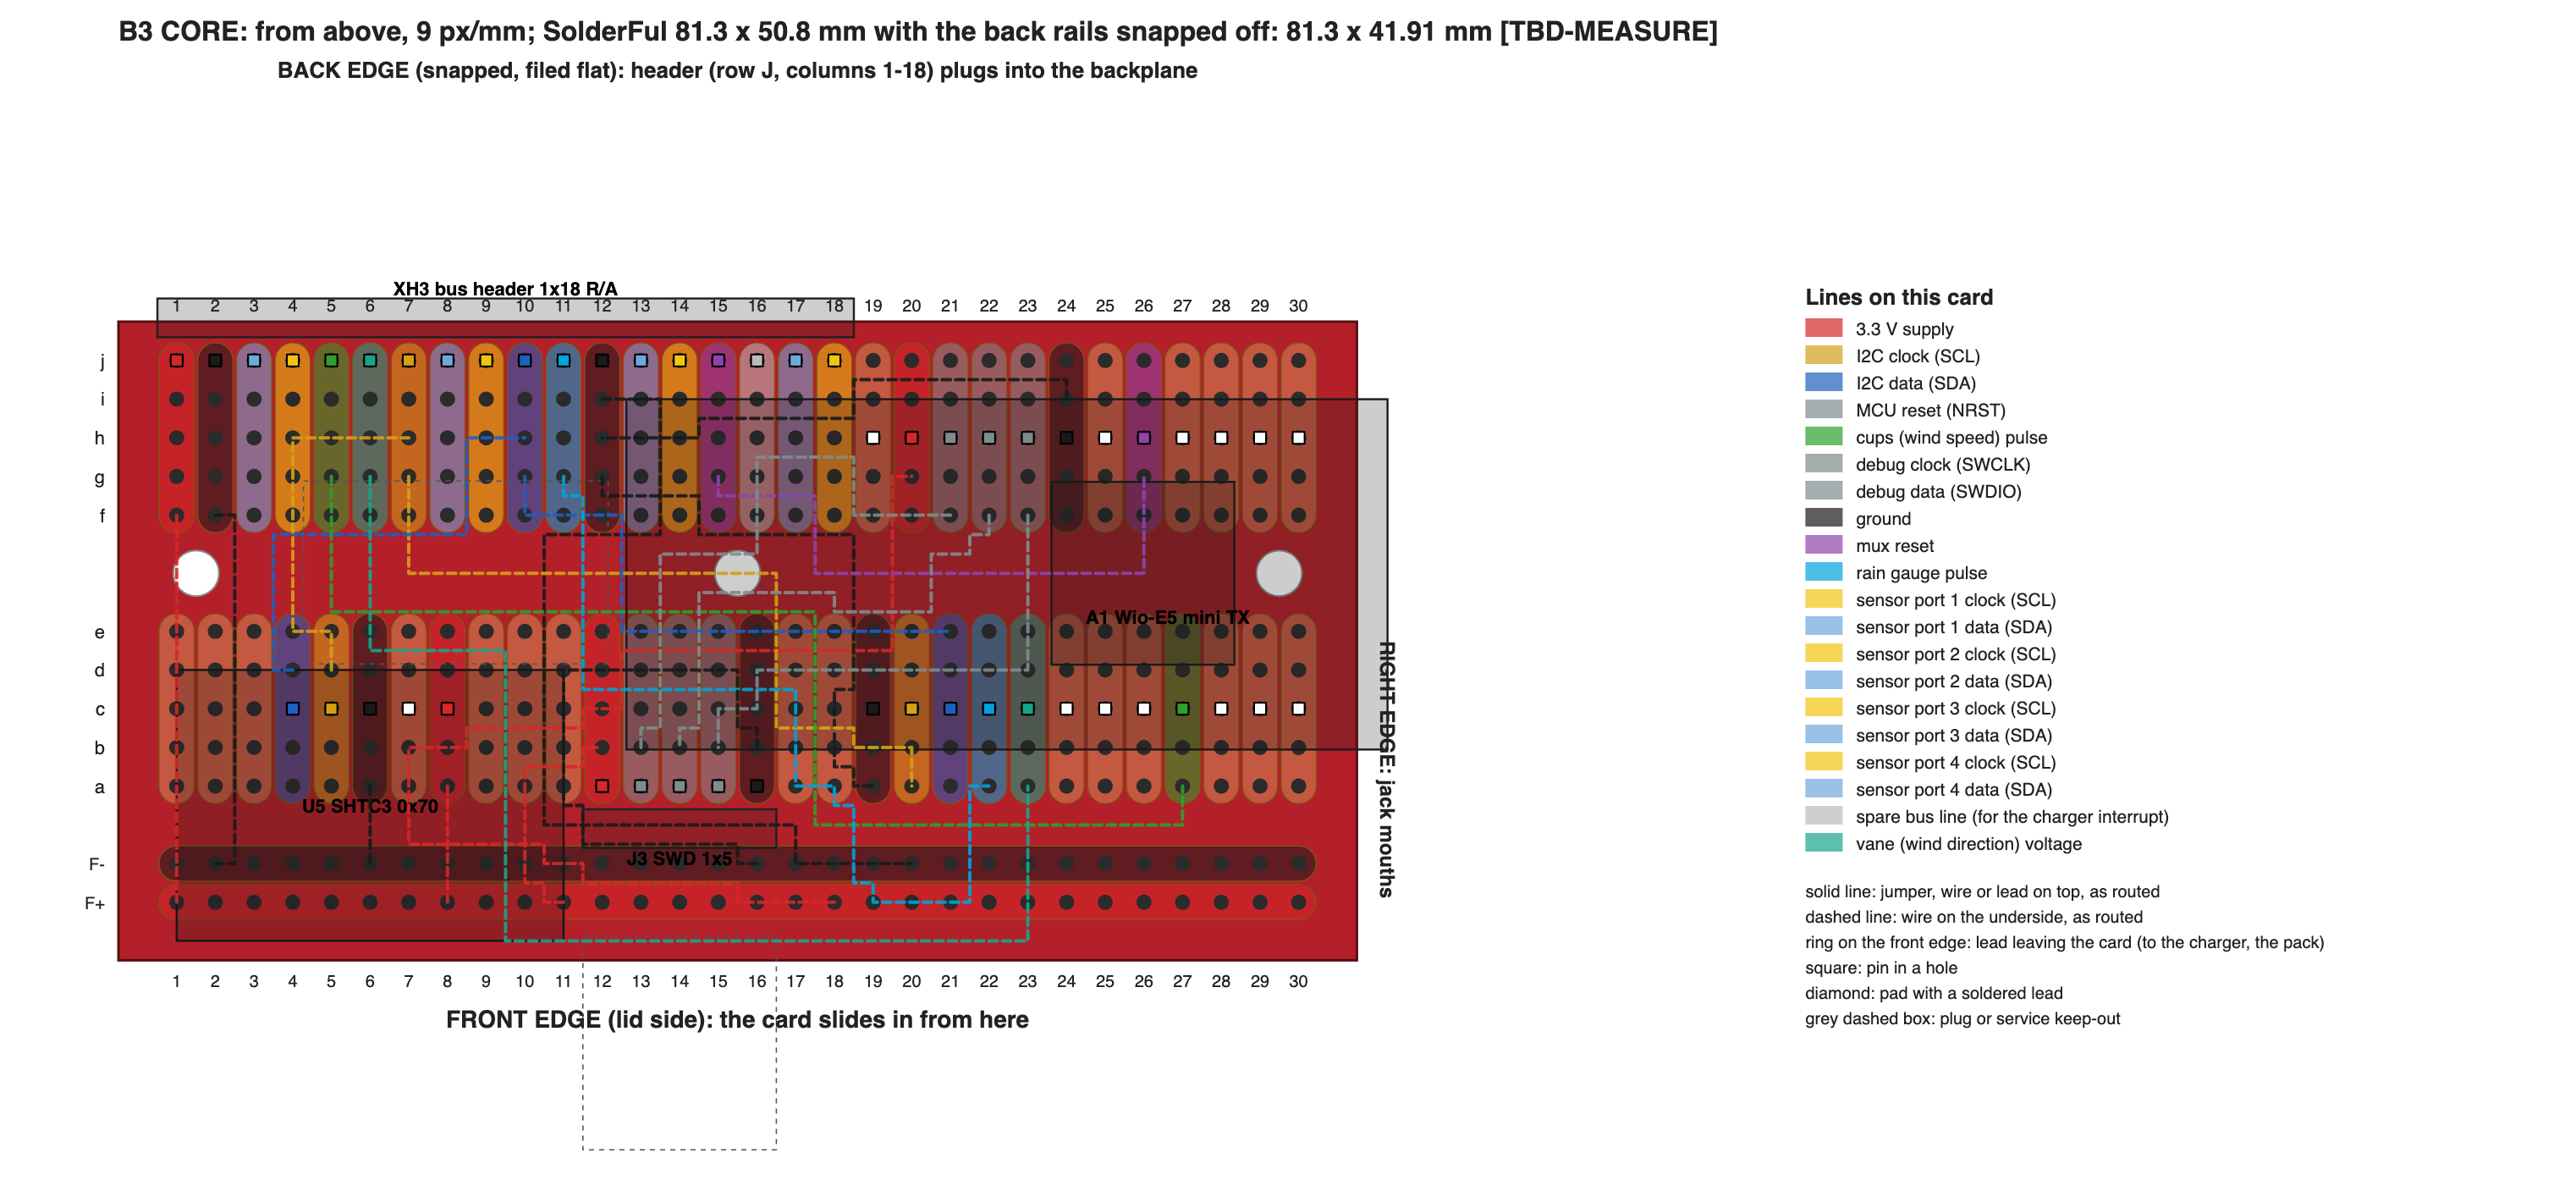 B3 CORE: from above, 9 px/mm; SolderFul 81.3 x 50.8 mm with the back rails snapped off: 81.3 x 41.91 mm [TBD-MEASURE]
BACK EDGE (snapped, filed flat): header (row J, columns 1-18) plugs into the backplane
XH3 bus header 1x18 R/A
1 2 3 4 5 6 7 8 9 10 11 12 13 14 15 16 17 18 19 20 21 22 23 24 25 26 27 28 29 30
j
i
h
g
f
A1 Wio-E5 mini TX
e
d
c
b
a
U5 SHTC3 0x70
J3 SWD 1x5
F-
F+
RIGHT EDGE: jack mouths
1 2 3 4 5 6 7 8 9 10 11 12 13 14 15 16 17 18 19 20 21 22 23 24 25 26 27 28 29 30
FRONT EDGE (lid side): the card slides in from here
Lines on this card
3.3 V supply
I2C clock (SCL)
I2C data (SDA)
MCU reset (NRST)
cups (wind speed) pulse
debug clock (SWCLK)
debug data (SWDIO)
ground
mux reset
rain gauge pulse
sensor port 1 clock (SCL)
sensor port 1 data (SDA)
sensor port 2 clock (SCL)
sensor port 2 data (SDA)
sensor port 3 clock (SCL)
sensor port 3 data (SDA)
sensor port 4 clock (SCL)
sensor port 4 data (SDA)
spare bus line (for the charger interrupt)
vane (wind direction) voltage
solid line: jumper, wire or lead on top, as routed
dashed line: wire on the underside, as routed
ring on the front edge: lead leaving the card (to the charger, the pack)
square: pin in a hole
diamond: pad with a soldered lead
grey dashed box: plug or service keep-out